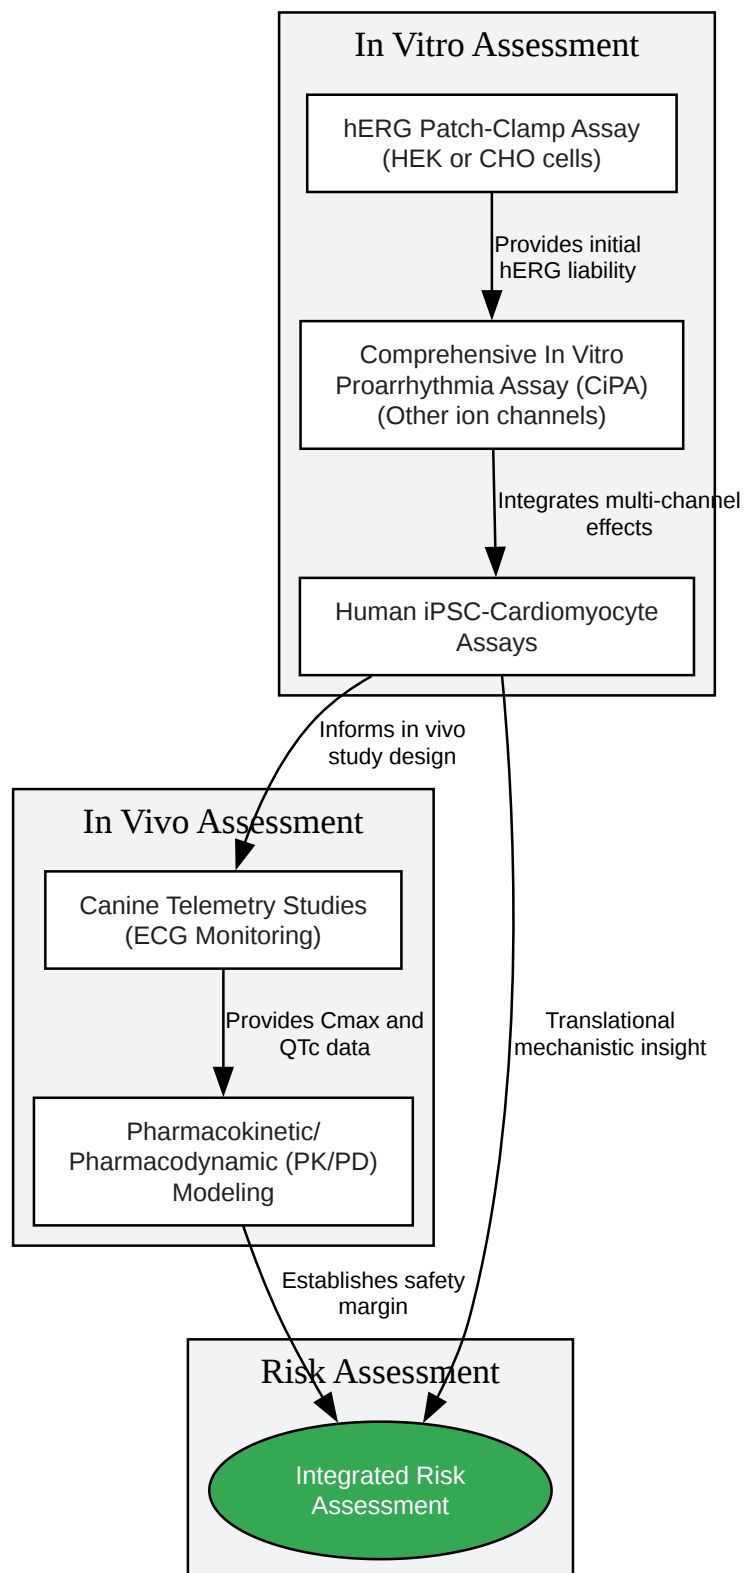 In Vitro Assessment
hERG Patch-Clamp Assay
(HEK or CHO cells)
Provides initial
hERG liability
Comprehensive In Vitro
Proarrhythmia Assay (CiPA)
(Other ion channels)
Integrates multi-channel
effects
Human iPSC-Cardiomyocyte
Assays
Informs in vivo
study design
In Vivo Assessment
Canine Telemetry Studies
(ECG Monitoring)
Provides Cmax and
QTc data
Translational
mechanistic insight
Pharmacokinetic/
Pharmacodynamic (PK/PD)
Modeling
Establishes safety
margin
Risk Assessment
Integrated Risk
Assessment